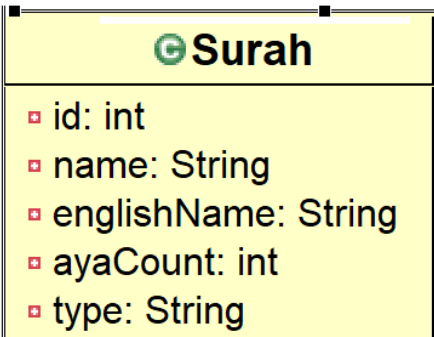 C Surah
id: int
name: String
englishName: String
ayaCount: int
type: String